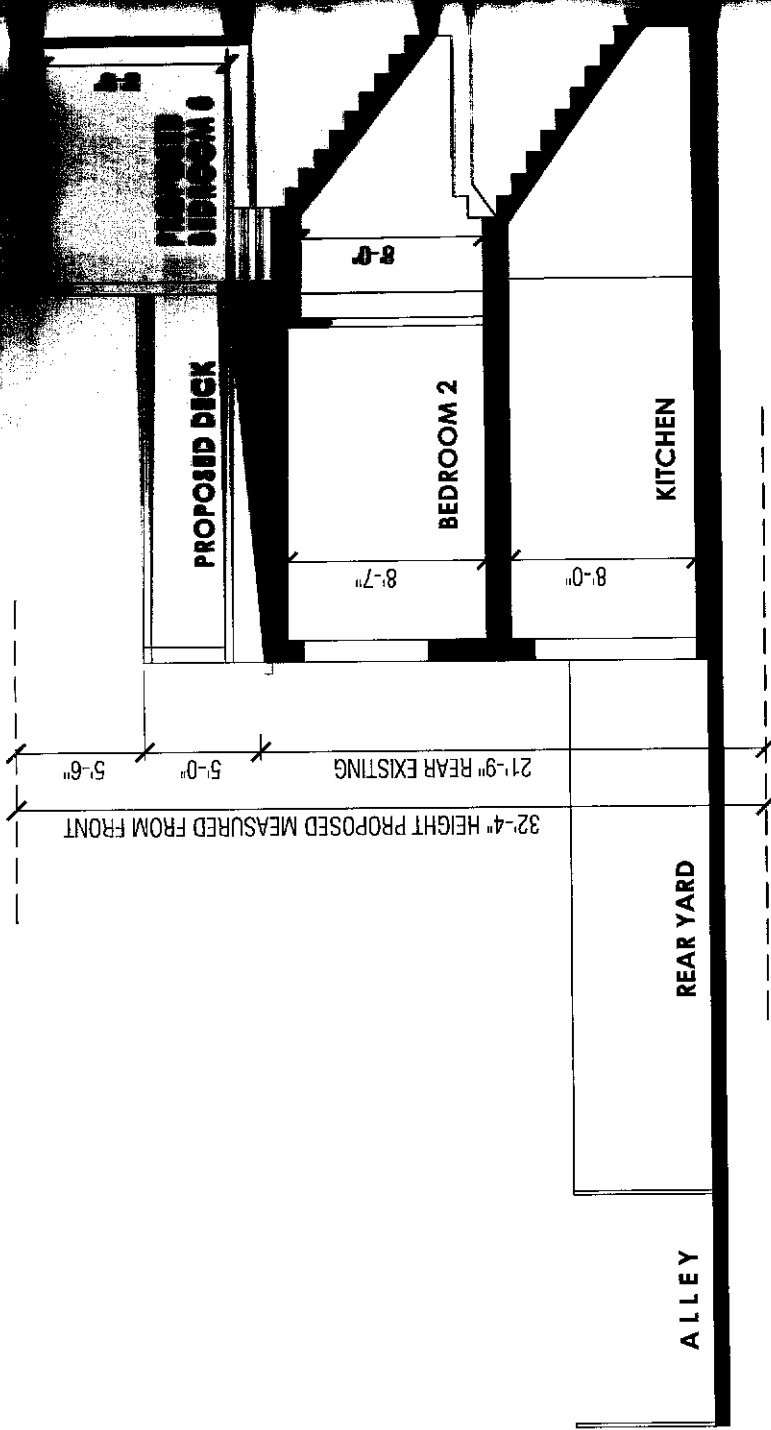 PROPOSED
PROPOSED DECK
8'-0"
BEDROOM 2
8'-7"
KITCHEN
8'-0"
5'-6"
5'-0"
21'-9" REAR EXISTING
32'-4" HEIGHT PROPOSED MEASURED FROM FRONT
REAR YARD
ALLEY